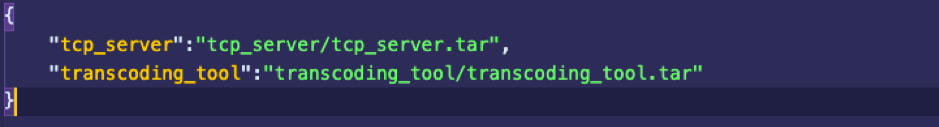 {
"tcp_server":"tcp_server/tcp_server.tar",
"transcoding_tool":"transcoding_tool/transcoding_tool.tar"
}